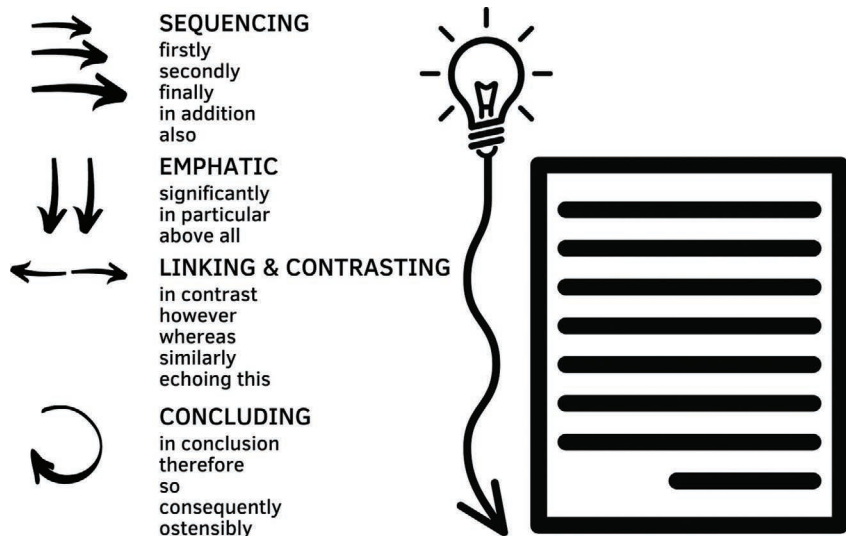 SEQUENCING
firstly
secondly
finally
in addition
also
EMPHATIC
significantly
in particular
above all
LINKING & CONTRASTING
in contrast
however
whereas
similarly
echoing this
CONCLUDING
in conclusion
therefore
so
consequently
ostensibly